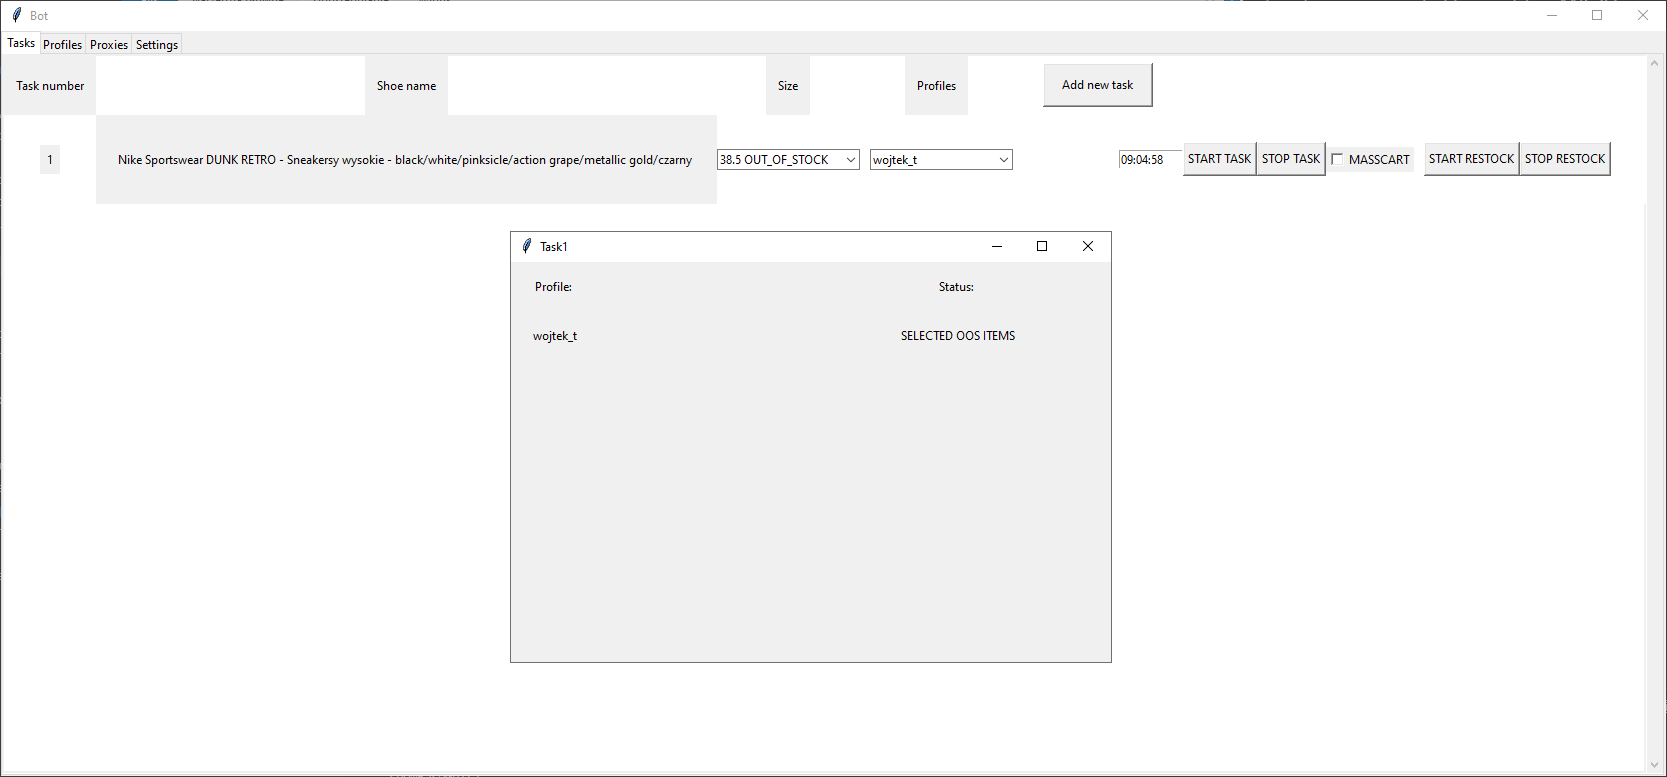 Bot
Tasks Profiles Proxies Settings
Task number Shoe name Size Profiles Add new task
1 Nike Sportswear DUNK RETRO - Sneakersy wysokie - black/white/pinksicle/action grape/metallic gold/czarny 38.5 OUT_OF_STOCK wojtek_t 09:04:58 START TASK STOP TASK MASSCART START RESTOCK STOP RESTOCK
Task1
Profile: Status:
wojtek_t SELECTED OOS ITEMS